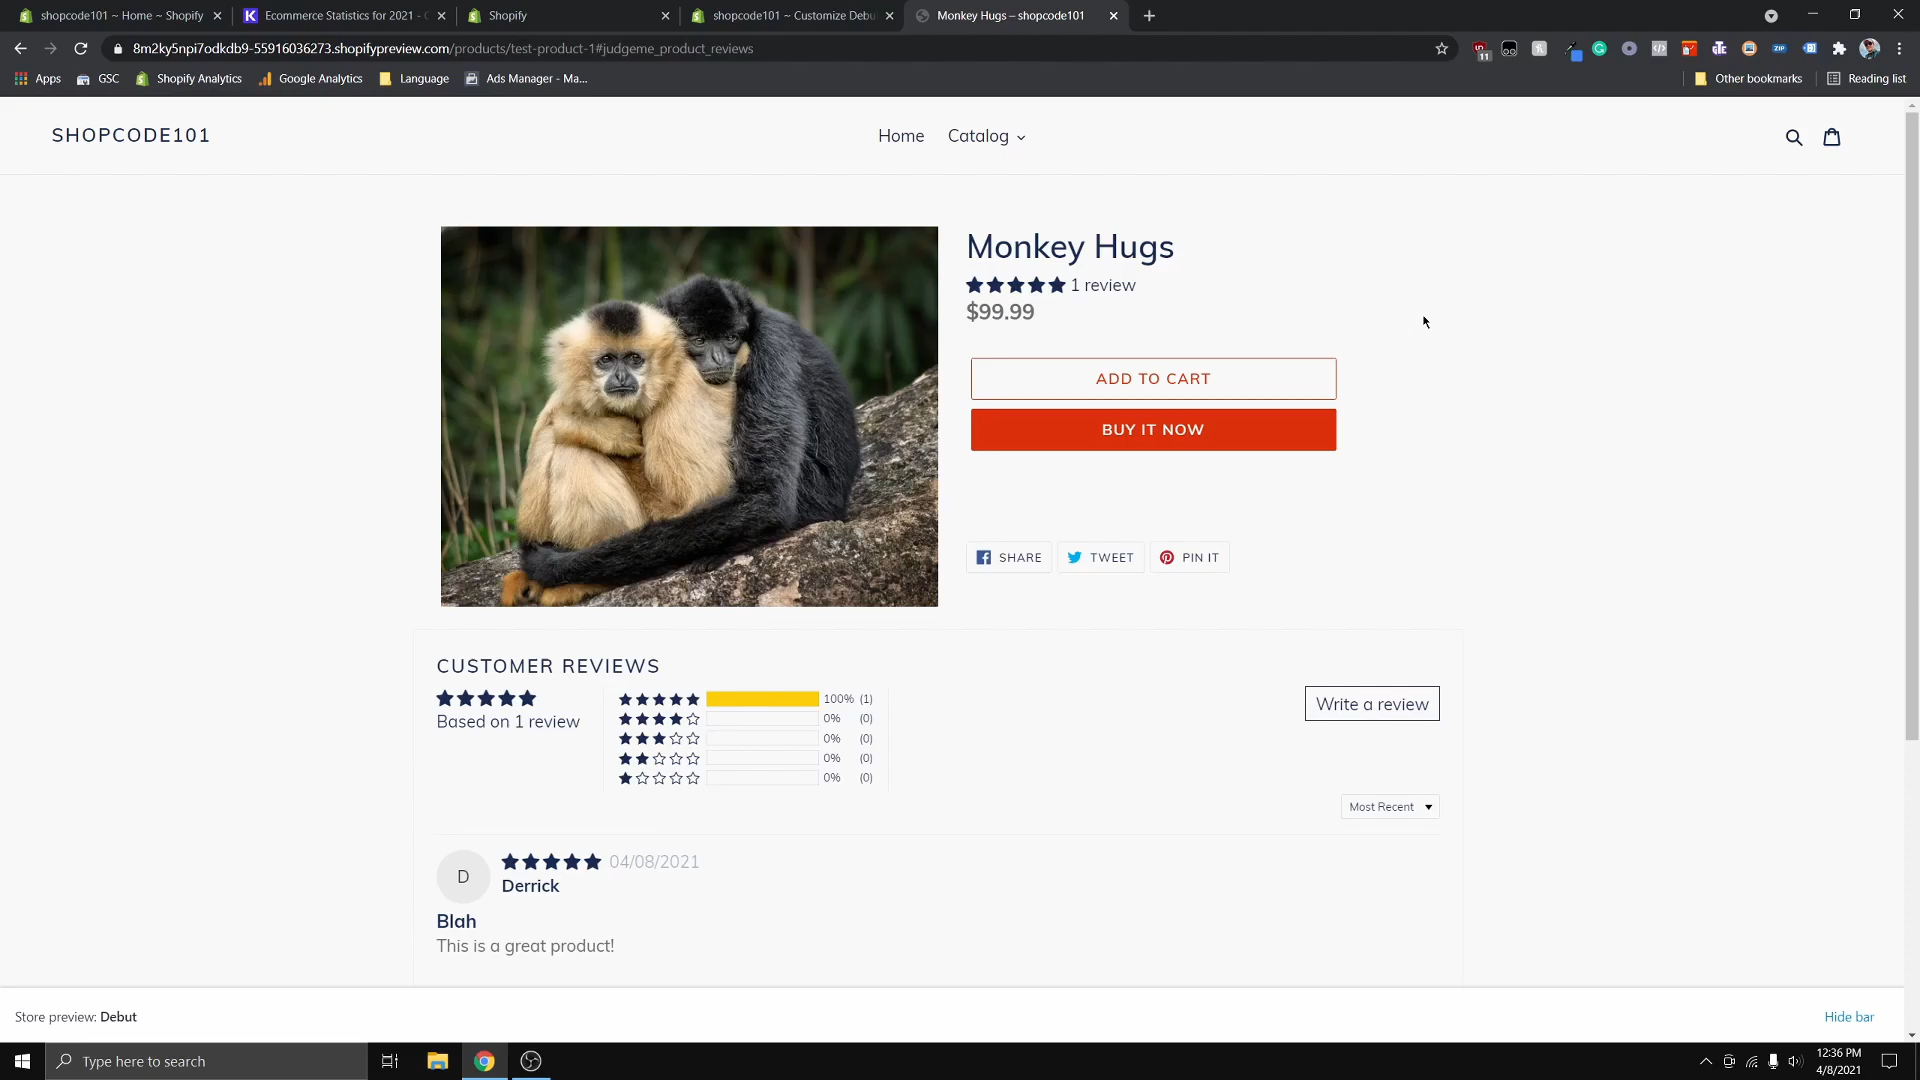 shopcode101 ~ Home ~ Shopify
Ecommerce Statistics for 2021 -
Shopify
shopcode101 ~ Customize Debu
Monkey Hugs – shopcode101
8m2ky5npi7odkdb9-55916036273.shopifypreview.com/products/test-product-1#judgeme_product_reviews
11
ZIP
Apps
GSC
Shopify Analytics
Google Analytics
Language
Ads Manager - Ma...
Other bookmarks
Reading list
SHOPCODE101
Home
Catalog
Monkey Hugs
1 review
$99.99
ADD TO CART
BUY IT NOW
SHARE
TWEET
PIN IT
CUSTOMER REVIEWS
Based on 1 review
100% (1)
0% (0)
0% (0)
0% (0)
0% (0)
Write a review
Most Recent
D
04/08/2021
Derrick
Blah
This is a great product!
Store preview: Debut
Hide bar
Type here to search
12:36 PM
4/8/2021